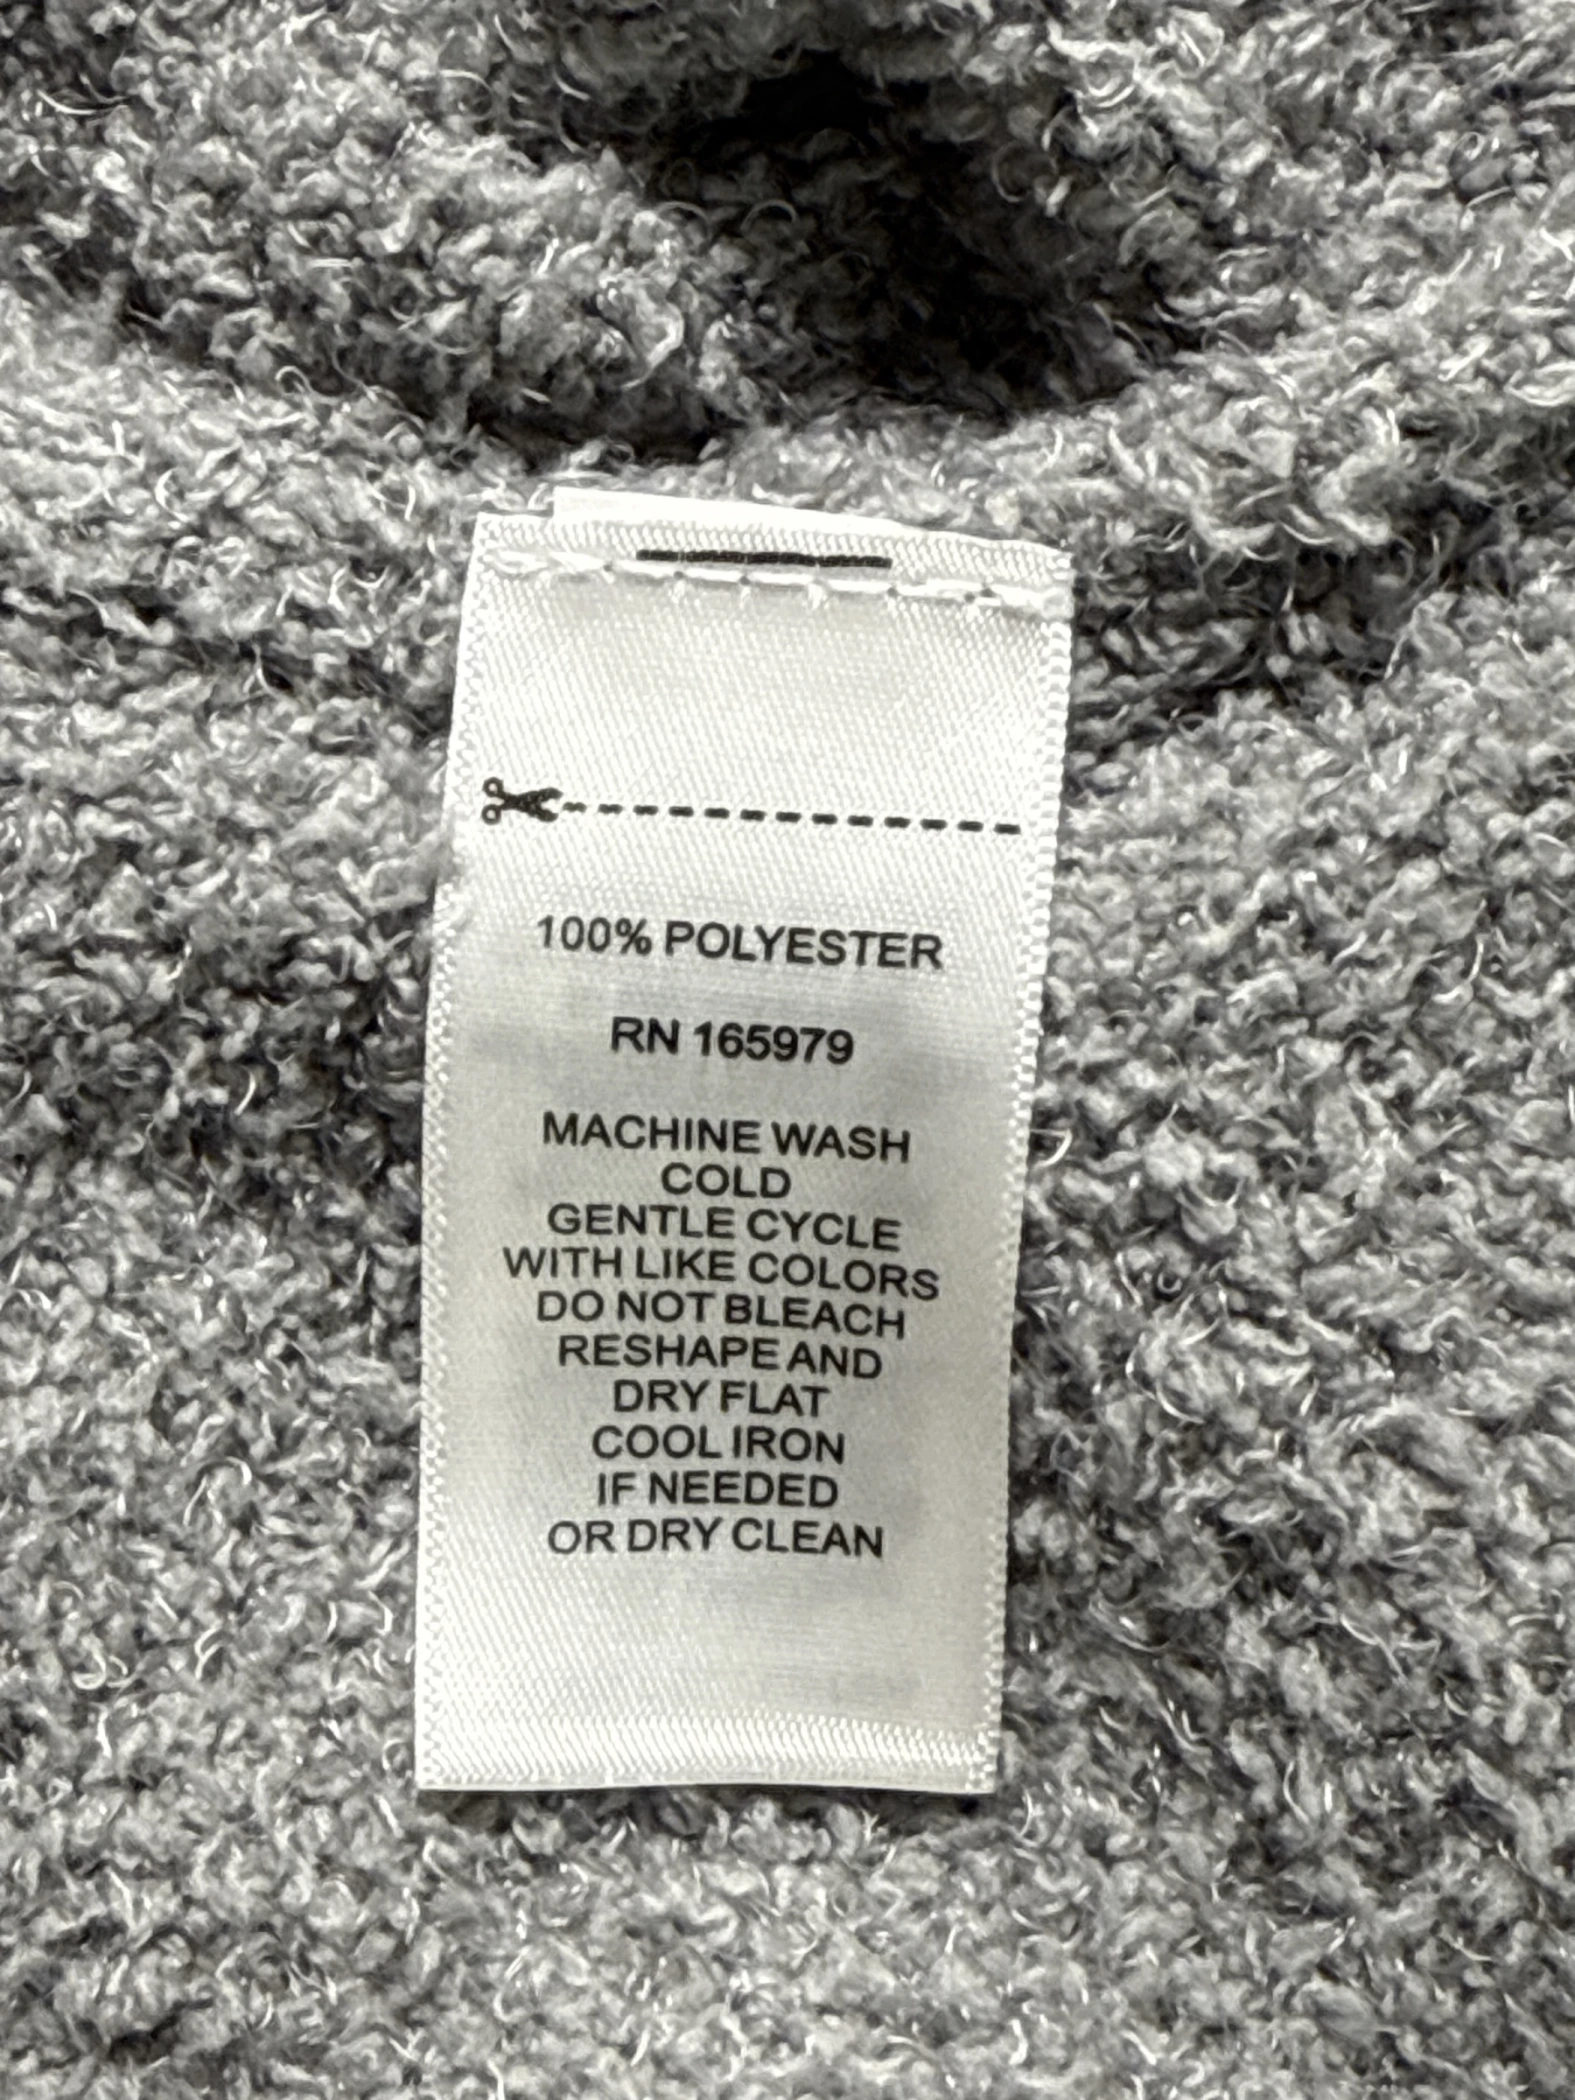 100% POLYESTER
RN 165979
MACHINE WASH
COLD
GENTLE CYCLE
WITH LIKE COLORS
DO NOT BLEACH
RESHAPE AND
DRY FLAT
COOL IRON
IF NEEDED
OR DRY CLEAN